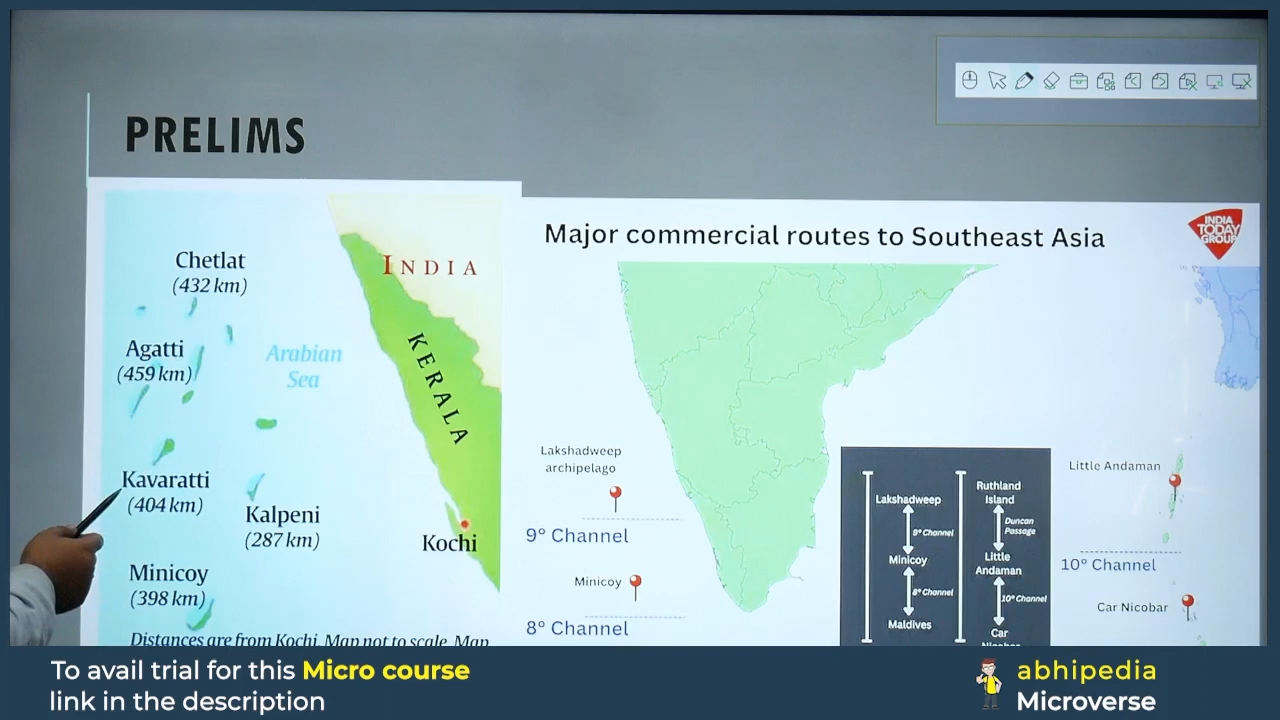 PRELIMS
Chetlat
(432 km)
Agatti
(459 km)
Kavaratti
(404 km)
Kalpeni
(287 km)
Minicoy
(398 km)
Arabian
Sea
INDIA
KERALA
Kochi
Distances are from Kochi. Map not to scale. Map
Major commercial routes to Southeast Asia
INDIA
TODAY
GROUP
Lakshadweep
archipelago
9° Channel
Minicoy
8° Channel
Lakshadweep
9° Channel
Minicoy
8° Channel
Maldives
Ruthland
Island
Duncan
Passage
Little
Andaman
10° Channel
Car
Nicobar
Little Andaman
10° Channel
Car Nicobar
To avail trial for this Micro course
link in the description
abhipedia
Microverse